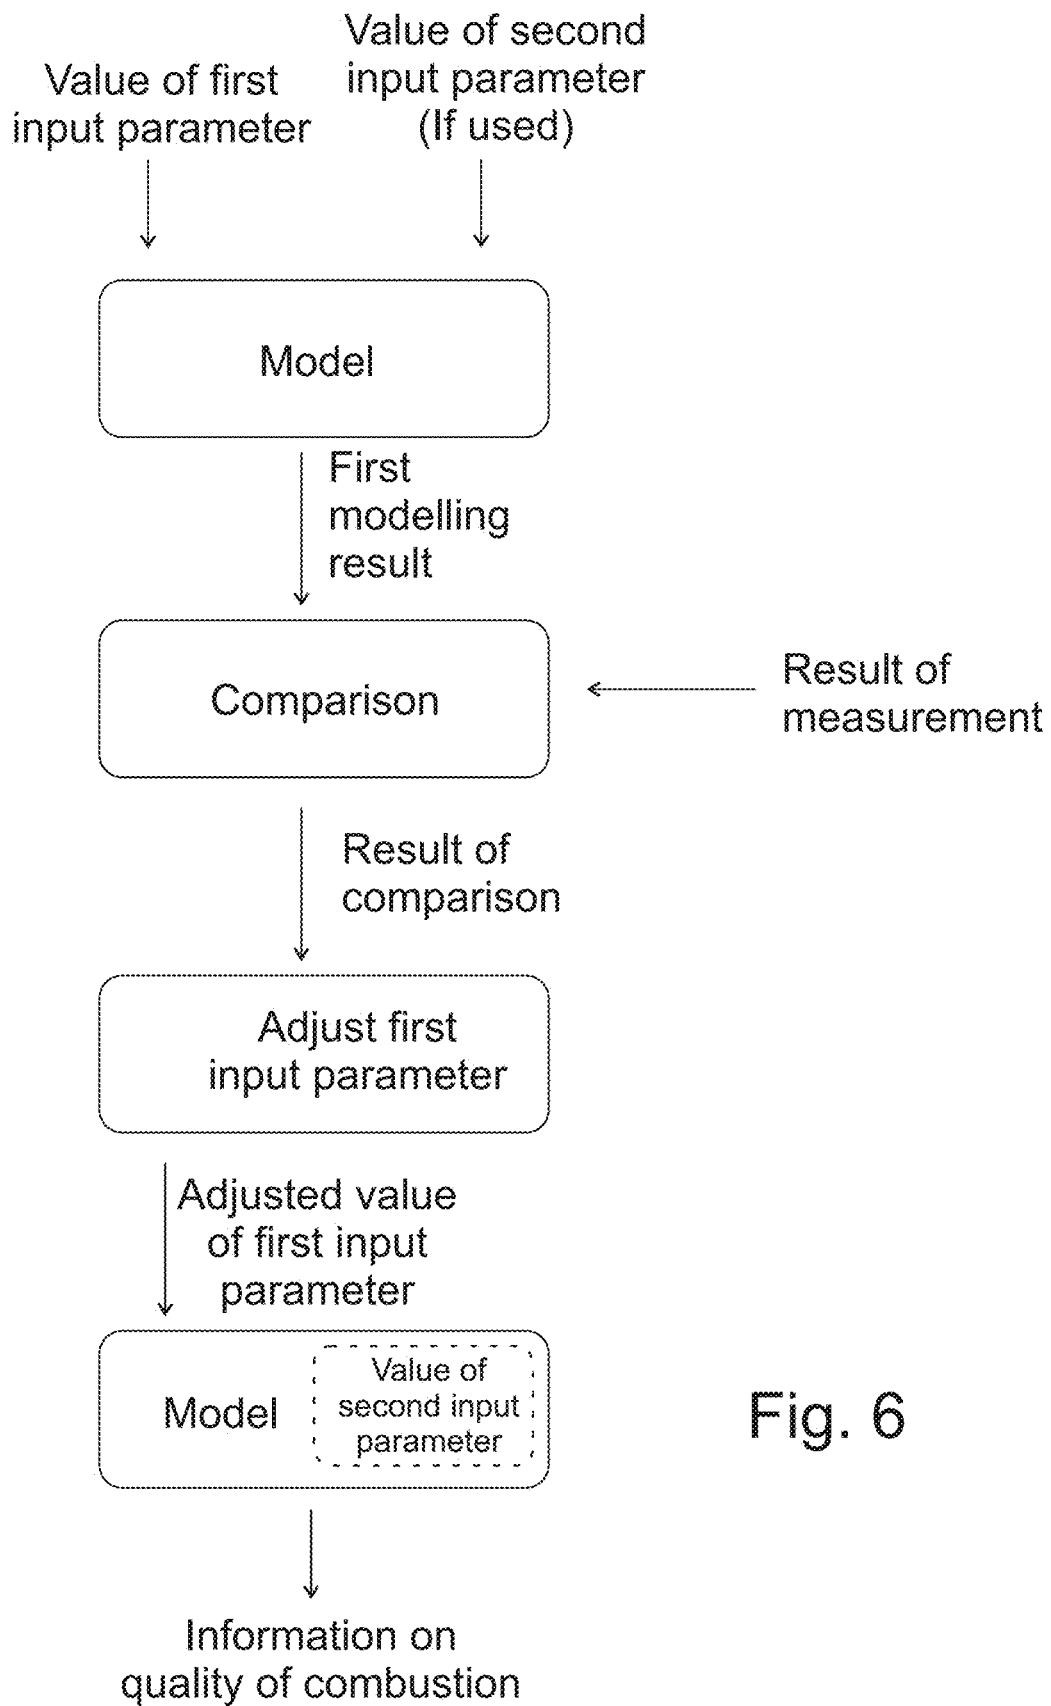 Value of first
input parameter
Value of second
input parameter
(If used)
Model
First
modelling
result
Comparison
Result of
measurement
Result of
comparison
Adjust first
input parameter
Adjusted value
of first input
parameter
Model
Value of
second input
parameter
Fig. 6
Information on
quality of combustion